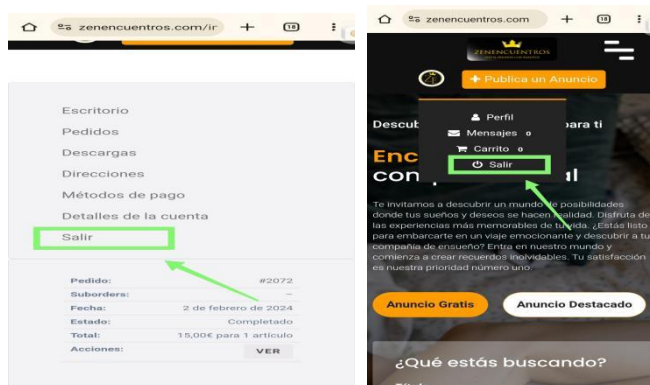 zenencuentros.com/ir
18
Escritorio
Pedidos
Descargas
Direcciones
Métodos de pago
Detalles de la cuenta
Salir
Pedido: #2072
Suborders: –
Fecha: 2 de febrero de 2024
Estado: Completado
Total: 15,00€ para 1 artículo
Acciones: VER
zenencuentros.com
18
ZENENCUENTROS
+ Publica un Anuncio
Perfil
Descub para ti
Mensajes 0
Carrito 0
Enc
Salir
com al
Te invitamos a descubrir un mundo de posibilidades
donde tus sueños y deseos se hacen realidad. Disfruta de
las experiencias más memorables de tu vida. ¿Estás listo
para embarcarte en un viaje emocionante y descubrir a tu
compañía de ensueño? Entra en nuestro mundo y
comienza a crear recuerdos inolvidables. Tu satisfacción
es nuestra prioridad número uno.
Anuncio Gratis
Anuncio Destacado
¿Qué estás buscando?